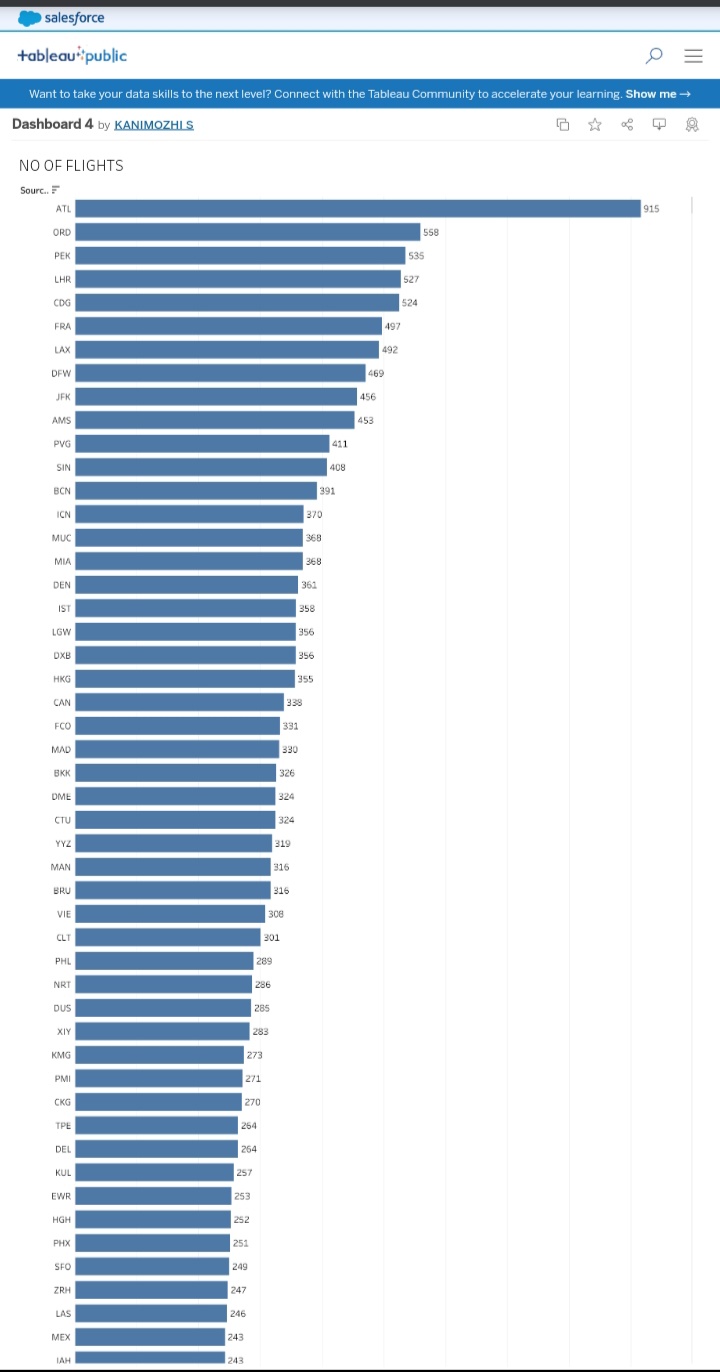 salesforce
+ableau public
Want to take your data skills to the next level? Connect with the Tableau Community to accelerate your learning. Show me →
Dashboard 4 by KANIMOZHI S
NO OF FLIGHTS
Sourc..
ATL 915
ORD 558
PEK 535
LHR 527
CDG 524
FRA 497
LAX 492
DFW 469
JFK 456
AMS 453
PVG 411
SIN 408
BCN 391
ICN 370
MUC 368
MIA 368
DEN 361
IST 358
LGW 356
DXB 356
HKG 355
CAN 338
FCO 331
MAD 330
BKK 326
DME 324
CTU 324
YYZ 319
MAN 316
BRU 316
VIE 308
CLT 301
PHL 289
NRT 286
DUS 285
XIY 283
KMG 273
PMI 271
CKG 270
TPE 264
DEL 264
KUL 257
EWR 253
HGH 252
PHX 251
SFO 249
ZRH 247
LAS 246
MEX 243
IAH 243